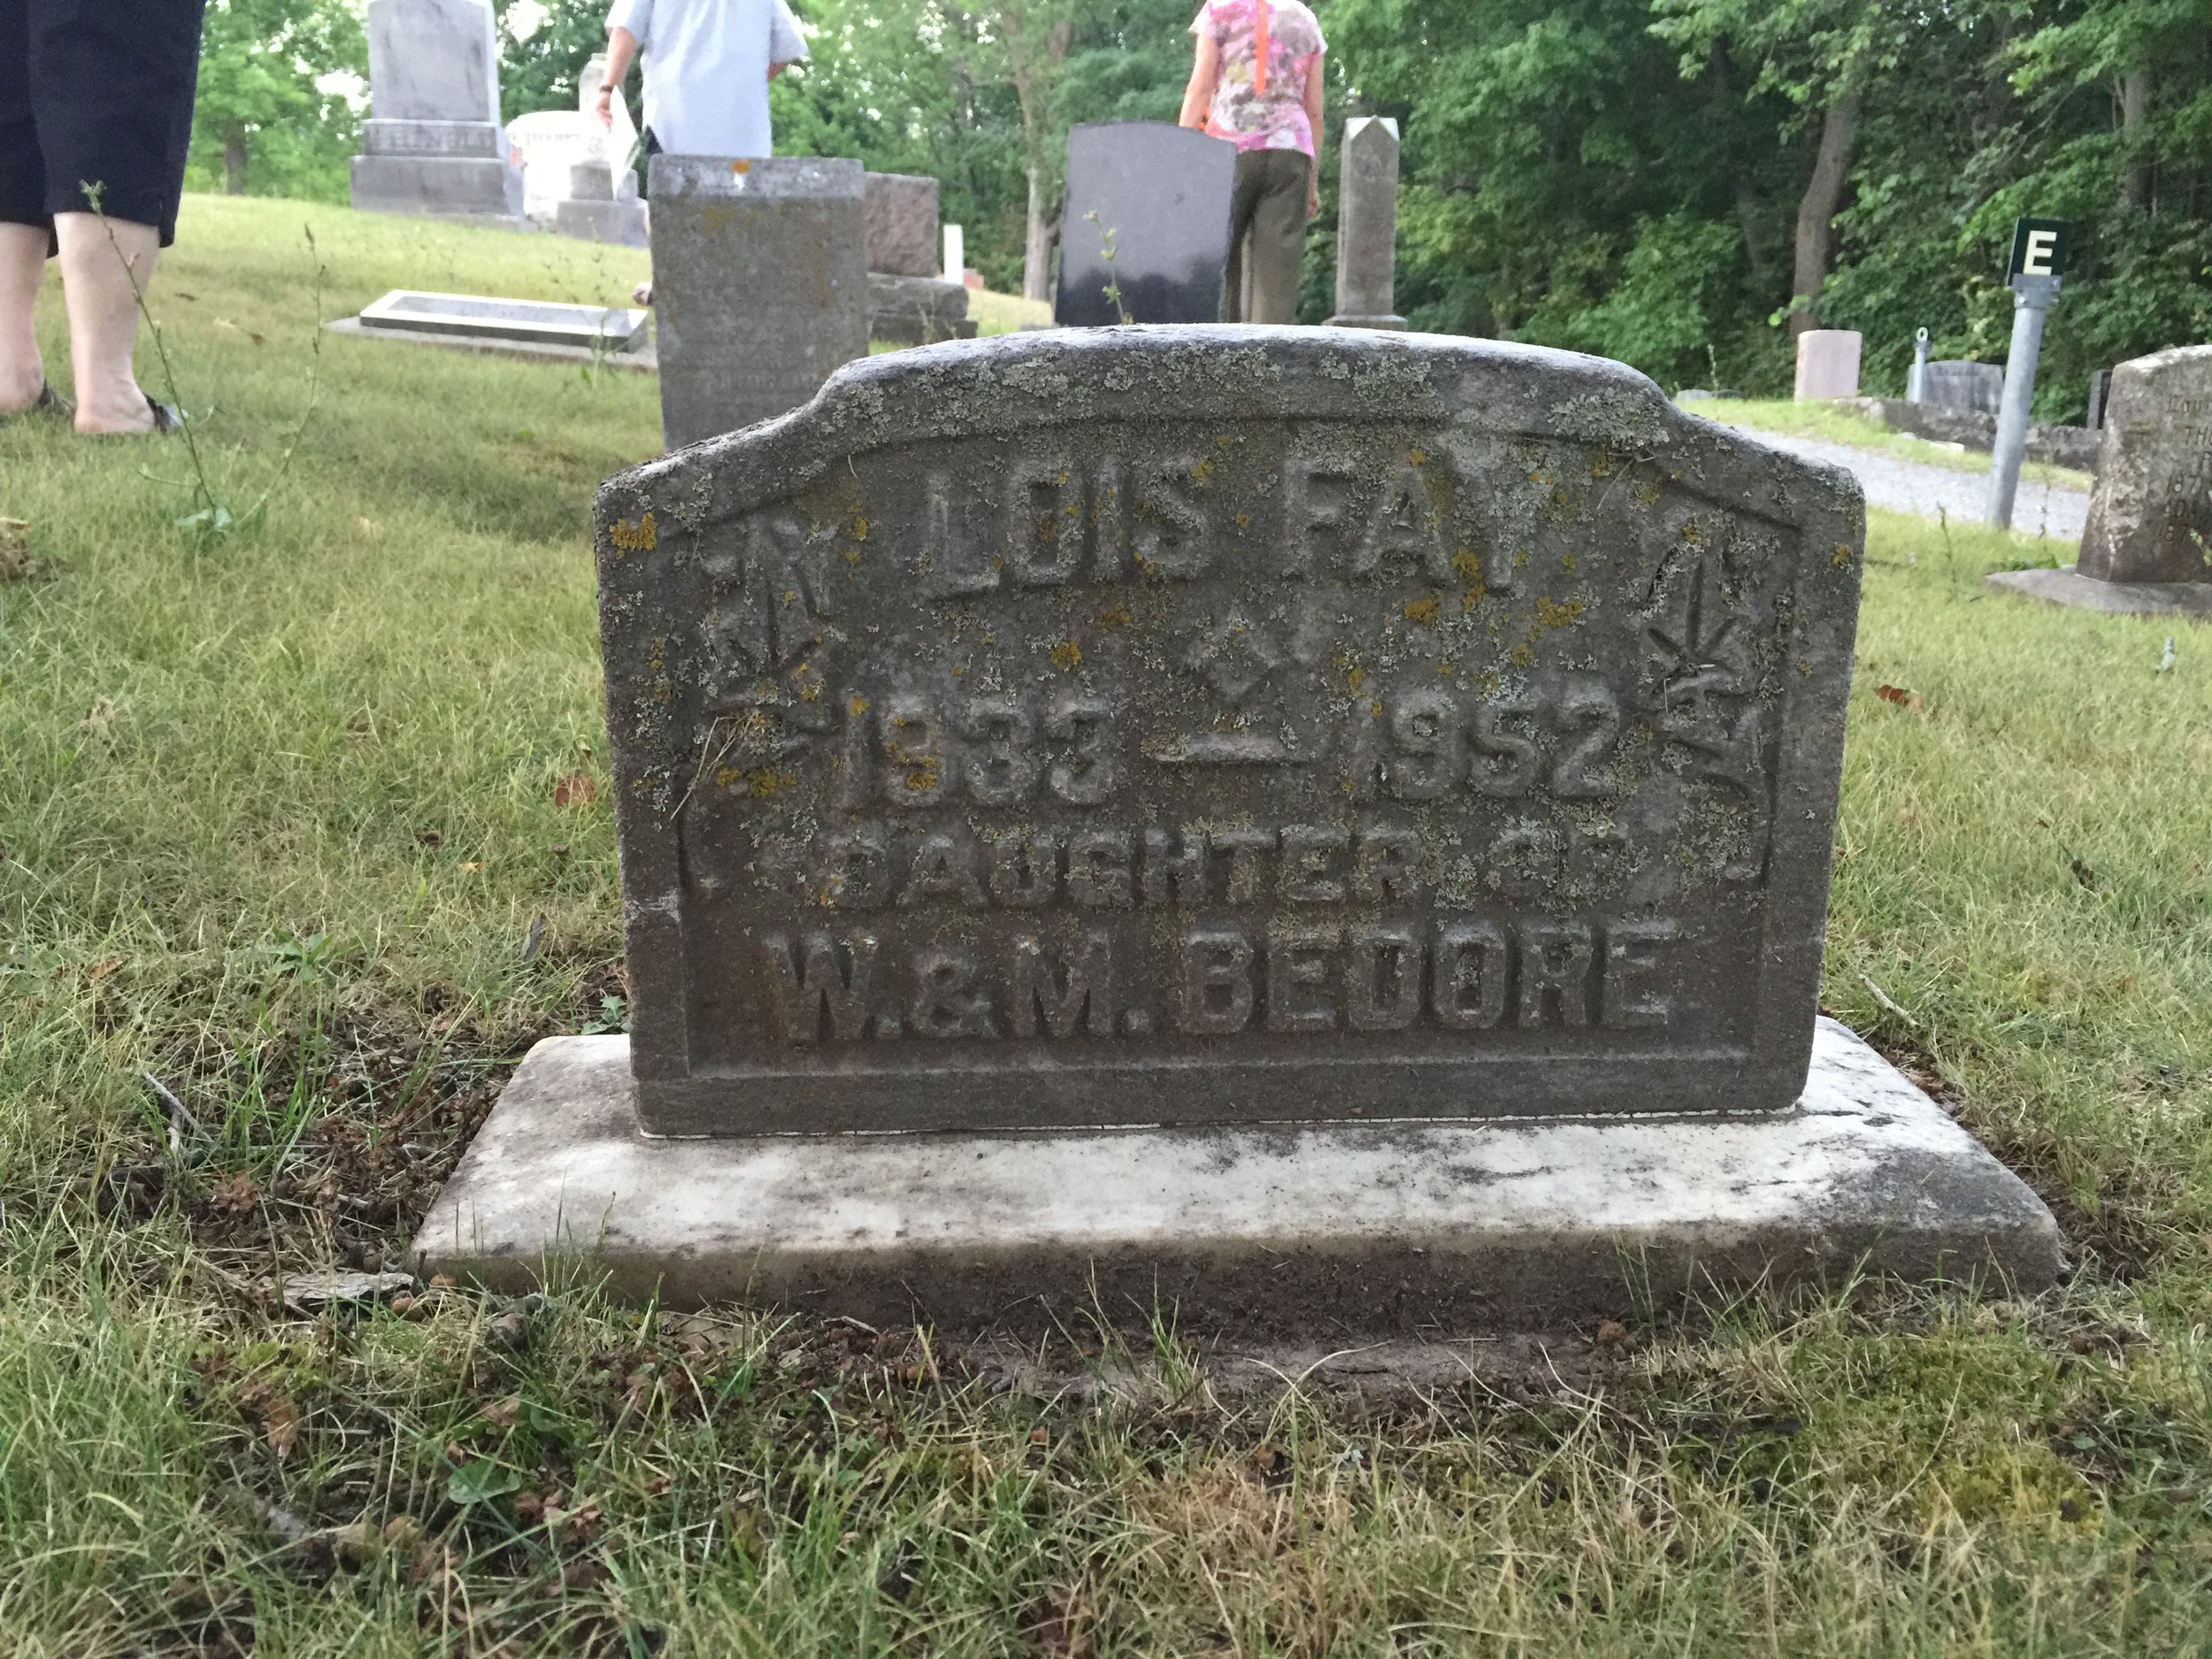 E
LOIS FAY
1933 — 1952
DAUGHTER OF
W. & M. BEDORE